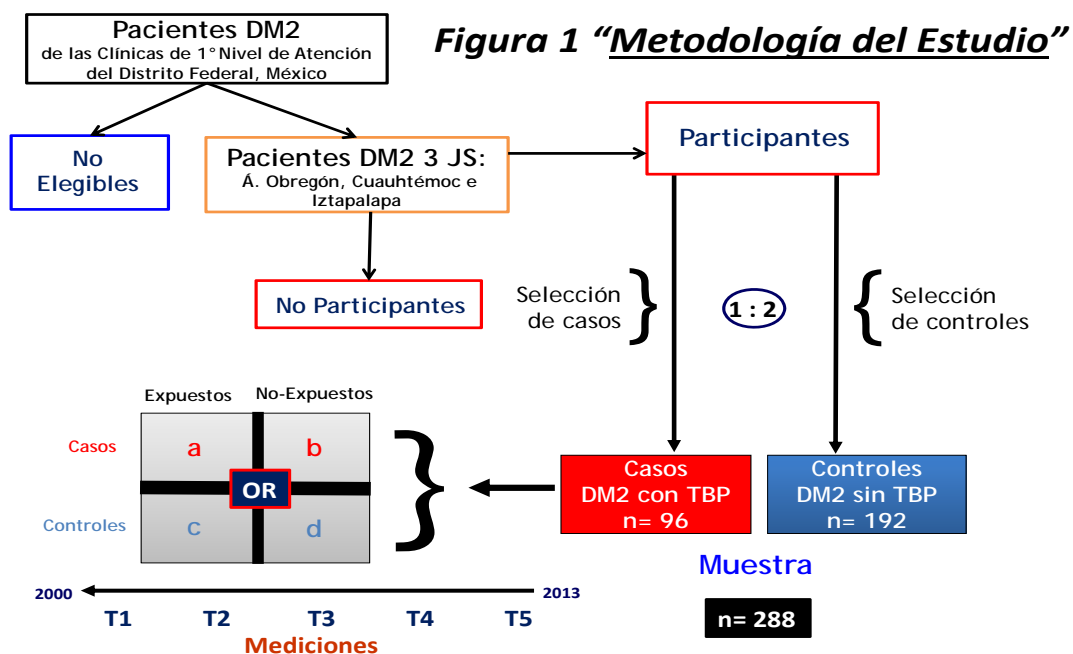 Figura 1 “Metodología del Estudio”
Pacientes DM2
de las Clínicas de 1° Nivel de Atención
del Distrito Federal, México
No
Elegibles
Pacientes DM2 3 JS:
Á. Obregón, Cuauhtémoc e
Iztapalapa
Participantes
No Participantes
Selección
de casos
1 : 2
Selección
de controles
Expuestos
No-Expuestos
Casos
a
b
OR
Controles
c
d
Casos
DM2 con TBP
n= 96
Controles
DM2 sin TBP
n= 192
Muestra
n= 288
2000
2013
T1
T2
T3
T4
T5
Mediciones